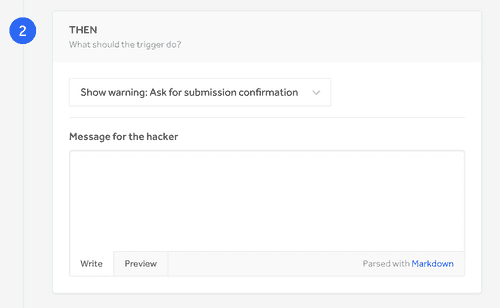 2
THEN
What should the trigger do?
Show warning: Ask for submission confirmation
Message for the hacker
Write Preview Parsed with Markdown